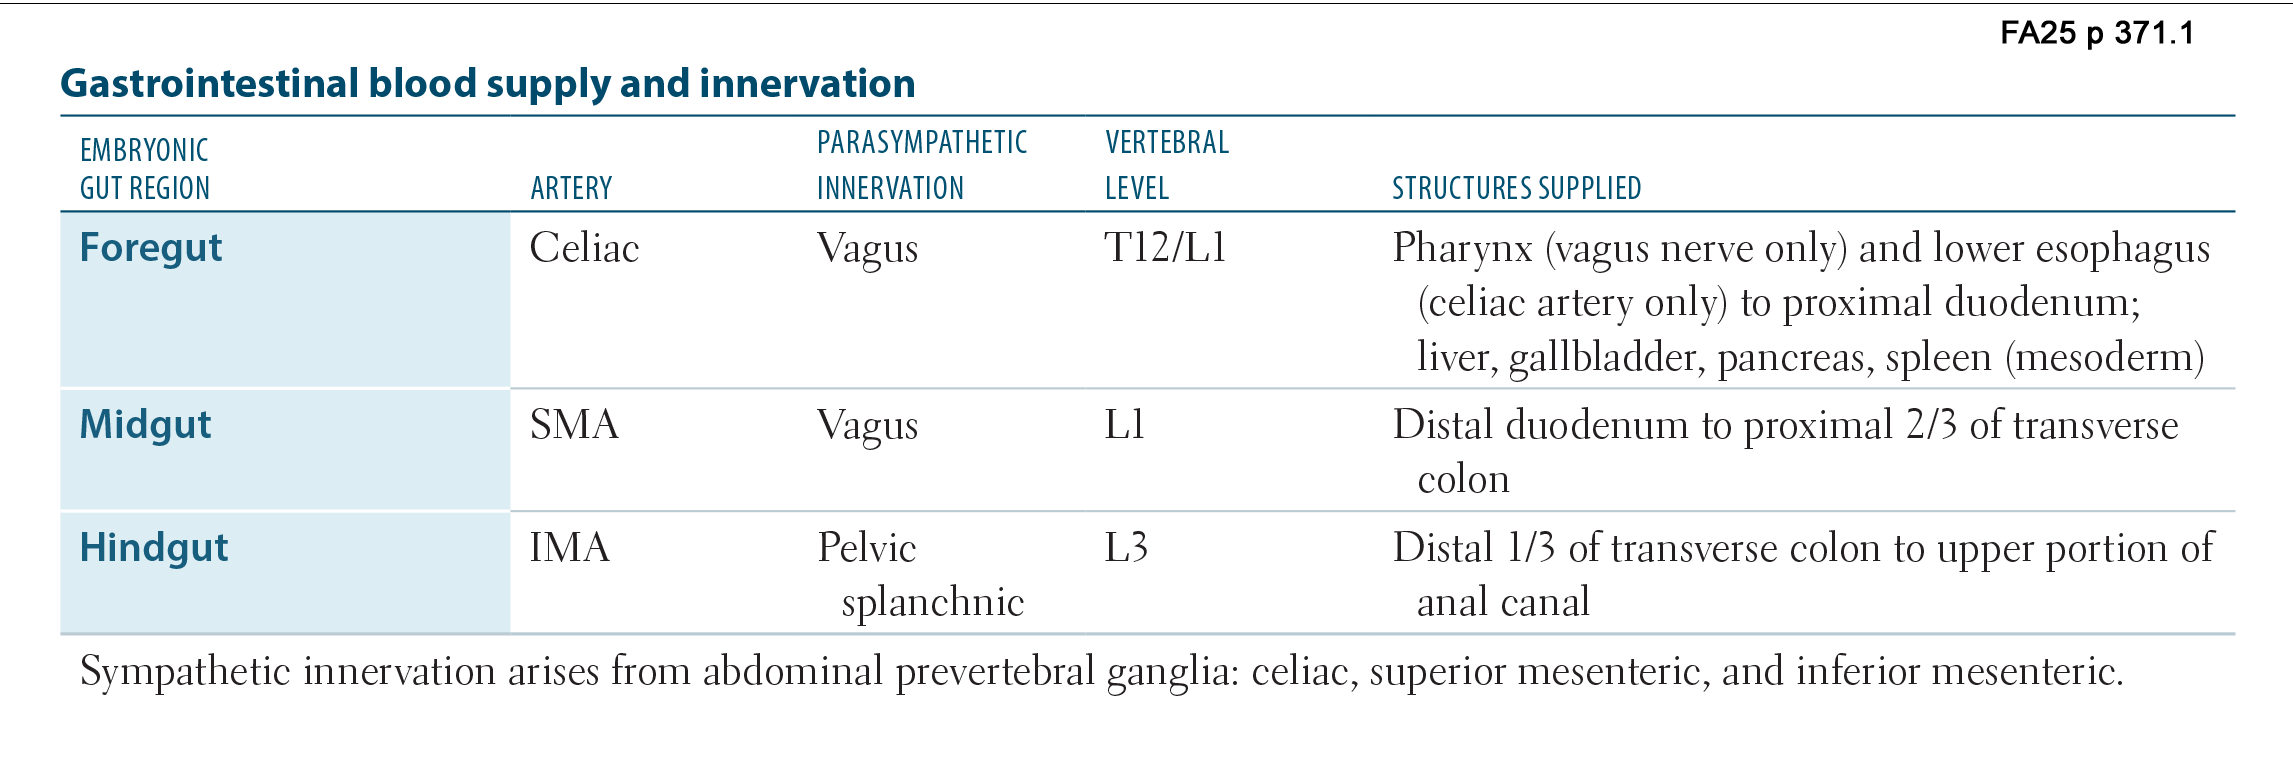 FA25 p 371.1
Gastrointestinal blood supply and innervation
EMBRYONIC GUT REGION
ARTERY
PARASYMPATHETIC INNERVATION
VERTEBRAL LEVEL
STRUCTURES SUPPLIED
Foregut
Celiac
Vagus
T12/L1
Pharynx (vagus nerve only) and lower esophagus
(celiac artery only) to proximal duodenum;
liver, gallbladder, pancreas, spleen (mesoderm)
Midgut
SMA
Vagus
L1
Distal duodenum to proximal 2/3 of transverse
colon
Hindgut
IMA
Pelvic
splanchnic
L3
Distal 1/3 of transverse colon to upper portion of
anal canal
Sympathetic innervation arises from abdominal prevertebral ganglia: celiac, superior mesenteric, and inferior mesenteric.